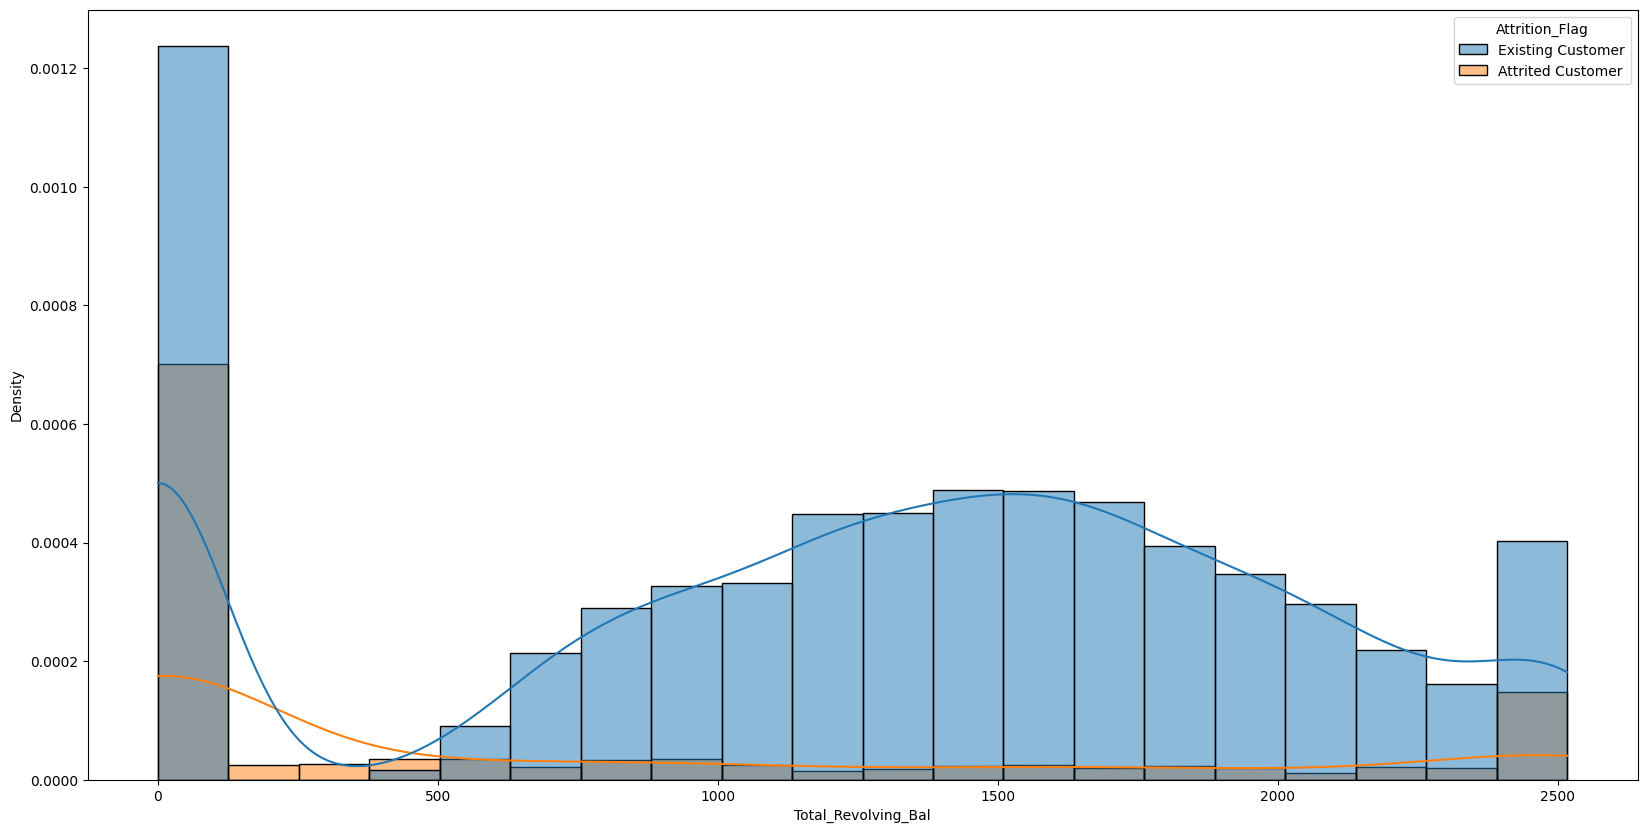 Attrition_Flag
Existing Customer
Attrited Customer
0.0012
0.0010
0.0008
0.0006
0.0004
0.0002
0.0000
Density
0 500 1000 1500 2000 2500
Total_Revolving_Bal